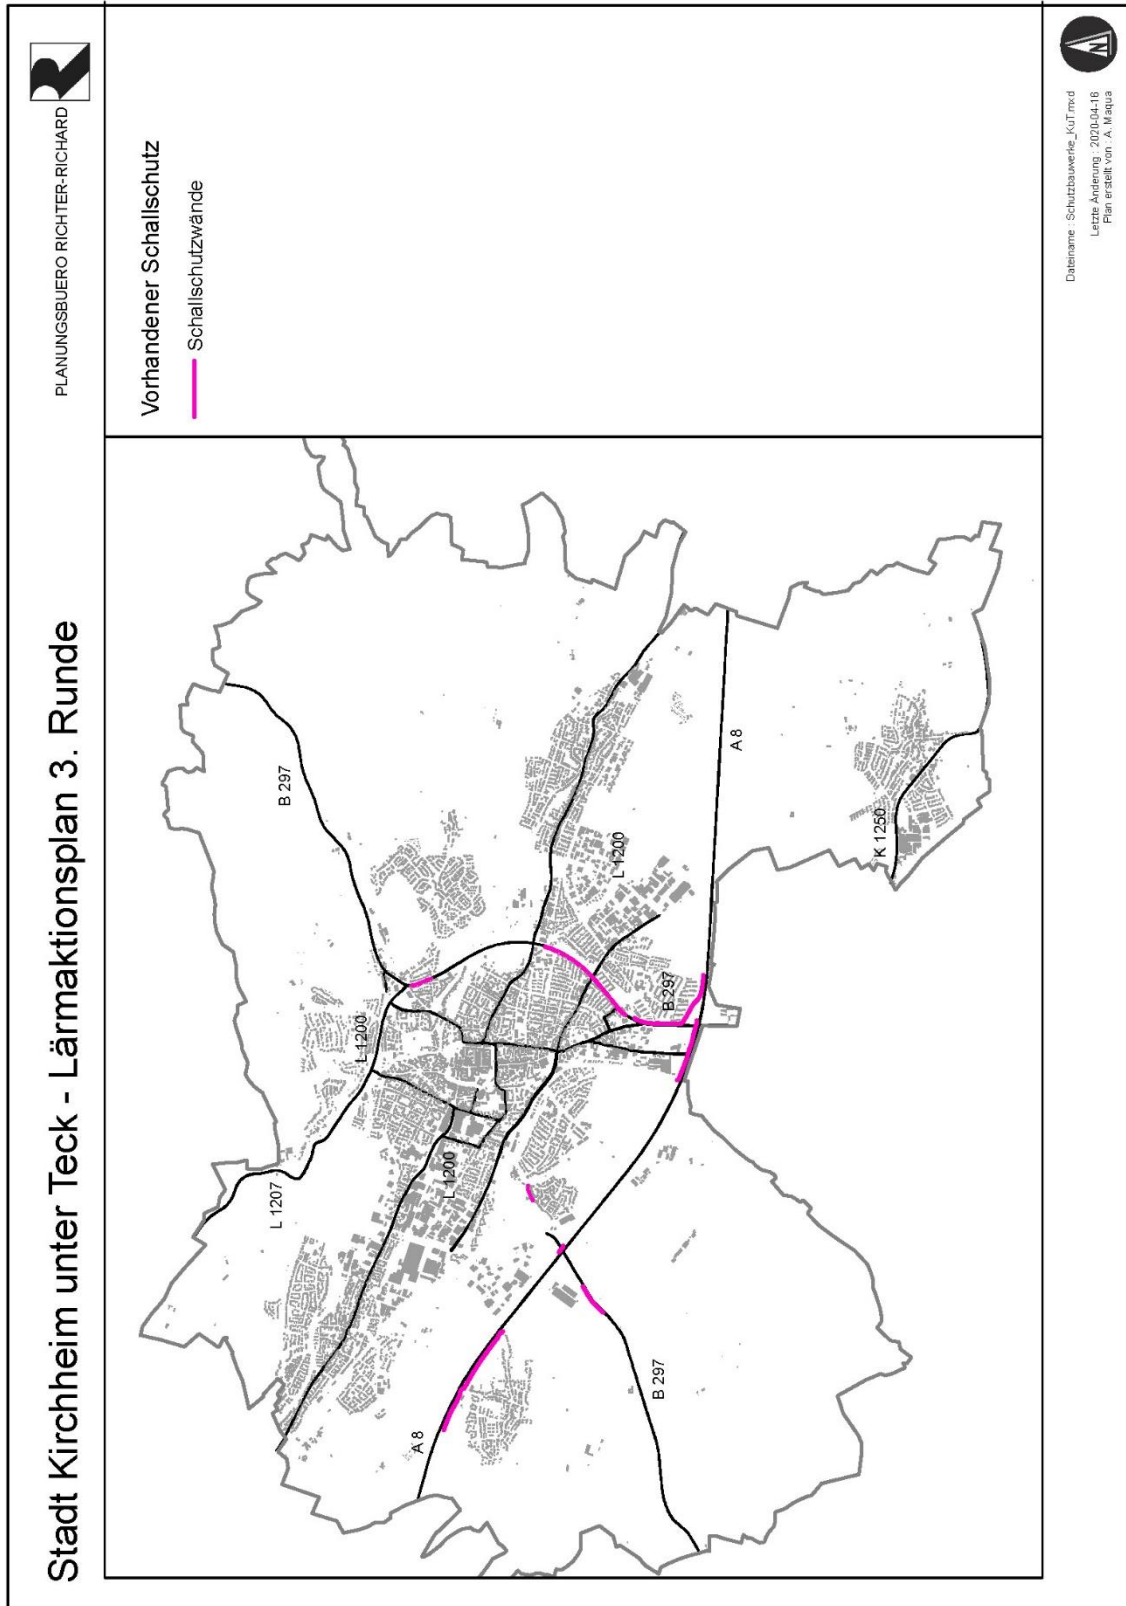 Stadt Kirchheim unter Teck - Lärmaktionsplan 3. Runde
PLANUNGSBUERO RICHTER-RICHARD
Vorhandener Schallschutz
Schallschutzwände
L 1207
B 297
L 1200
L 1200
A 8
L 1200
B 297
B 297
A 8
K 1250
N
Dateiname : Schutzbauwerke_KuT.mxd
Letzte Änderung : 2020-04-16
Plan erstellt von : A. Maqua